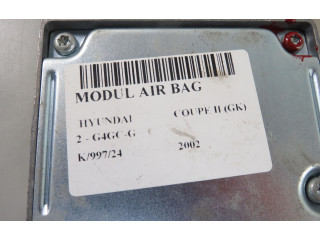 MODUL AIR BAG
HYUNDAI COUPE II (GK)
2 - G4GC-G
K/997/24 2002